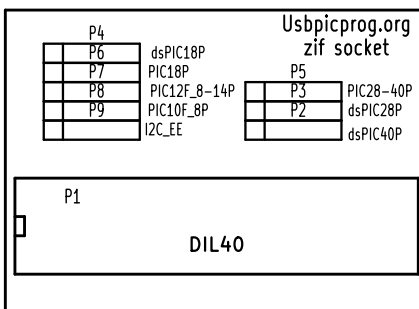 Usbpicprog.org
zif socket
P4
P6 dsPIC18P
P7 PIC18P
P8 PIC12F_8-14P
P9 PIC10F_8P
I2C_EE
P5
P3 PIC28-40P
P2 dsPIC28P
dsPIC40P
P1
DIL40